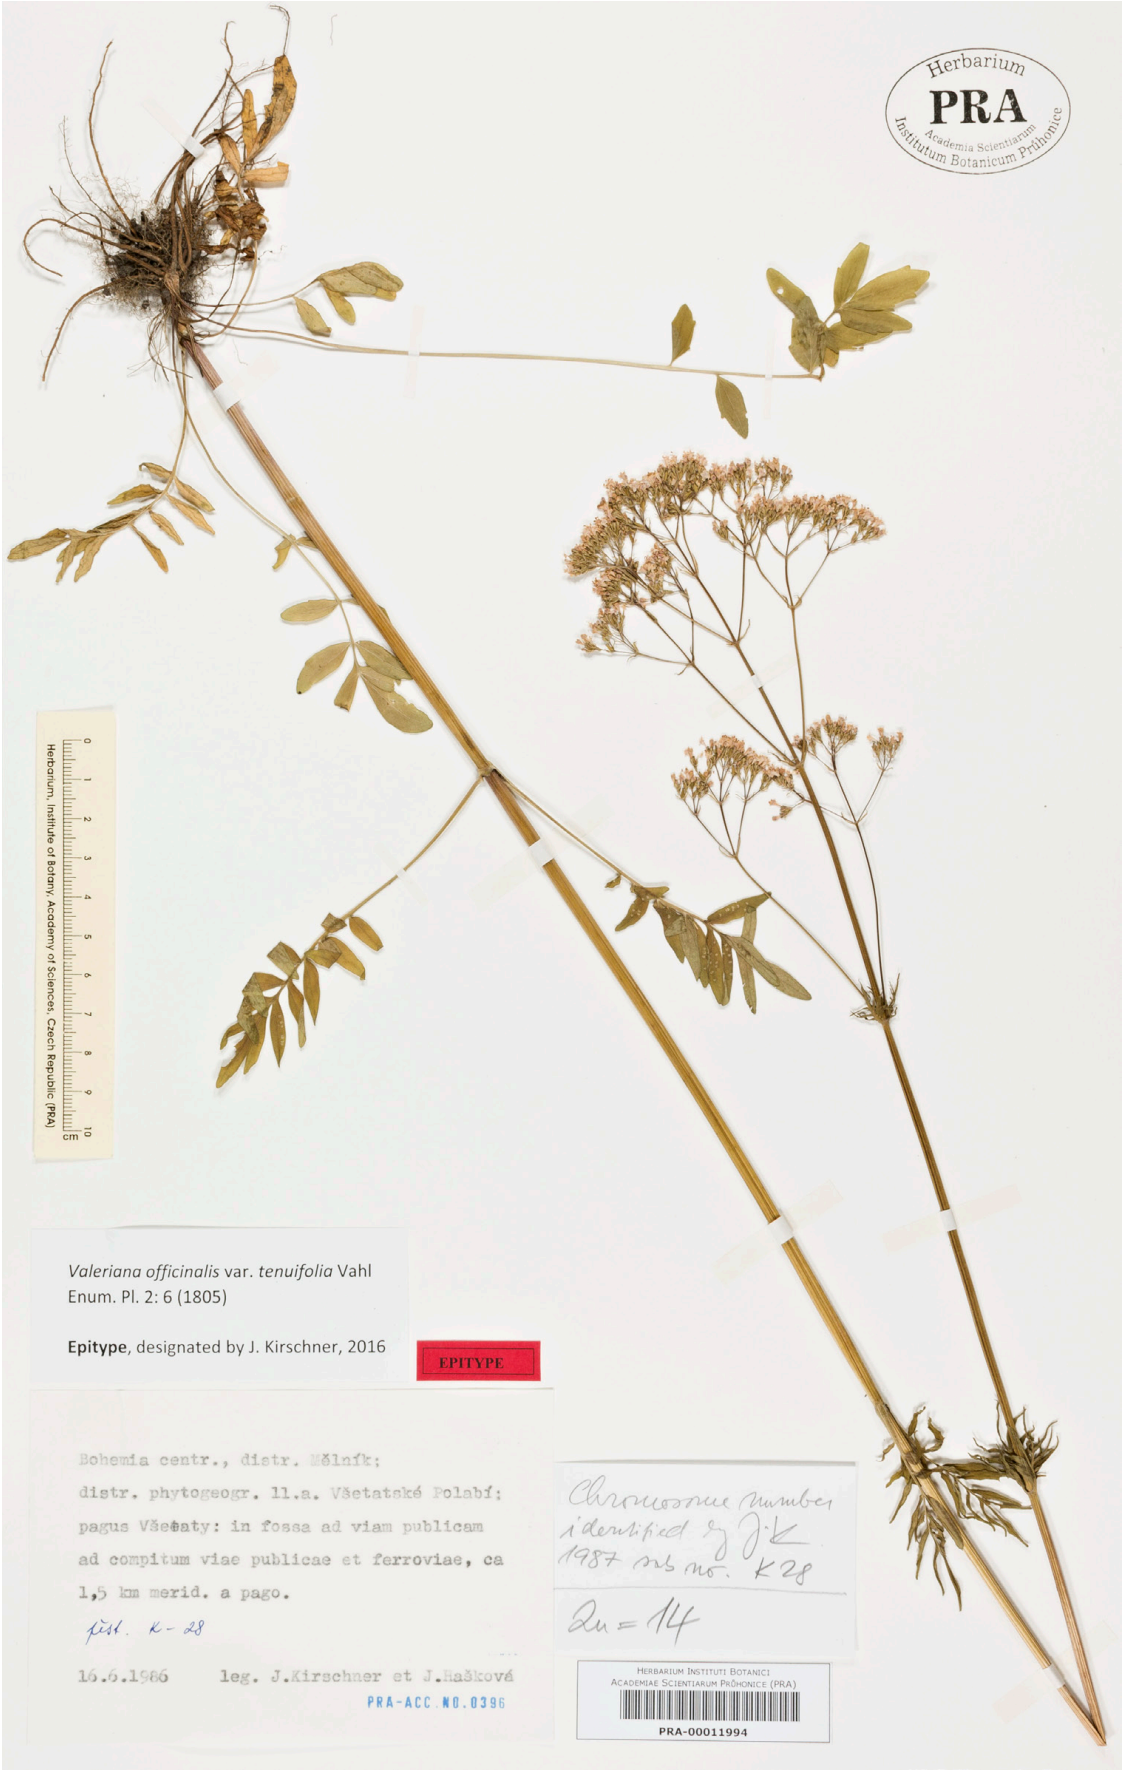 Herbarium
PRA
Academia Scientiarum
Institutum Botanicum Průhonice
Herbarium, Institute of Botany, Academy of Sciences, Czech Republic (PRA)
0
1
2
3
4
5
6
7
8
9
10
cm
Valeriana officinalis var. tenuifolia Vahl
Enum. Pl. 2: 6 (1805)
Epitype, designated by J. Kirschner, 2016
EPITYPE
Bohemia centr., distr. Mělník;
distr. phytogeogr. 11.a. Všetatské Polabí;
pagus Všetaty: in fossa ad viam publicam
ad compitum viae publicae et ferroviae, ca
1,5 km merid. a pago.
pěst. K-28
16.6.1986 leg. J.Kirschner et J.Hašková
PRA-ACC.NO.0396
Chromosome number
identified by J.K.
1987 sub no. K28
2n = 14
HERBARIUM INSTITUTI BOTANICI
ACADEMIAE SCIENTIARUM PRŮHONICE (PRA)
PRA-00011994